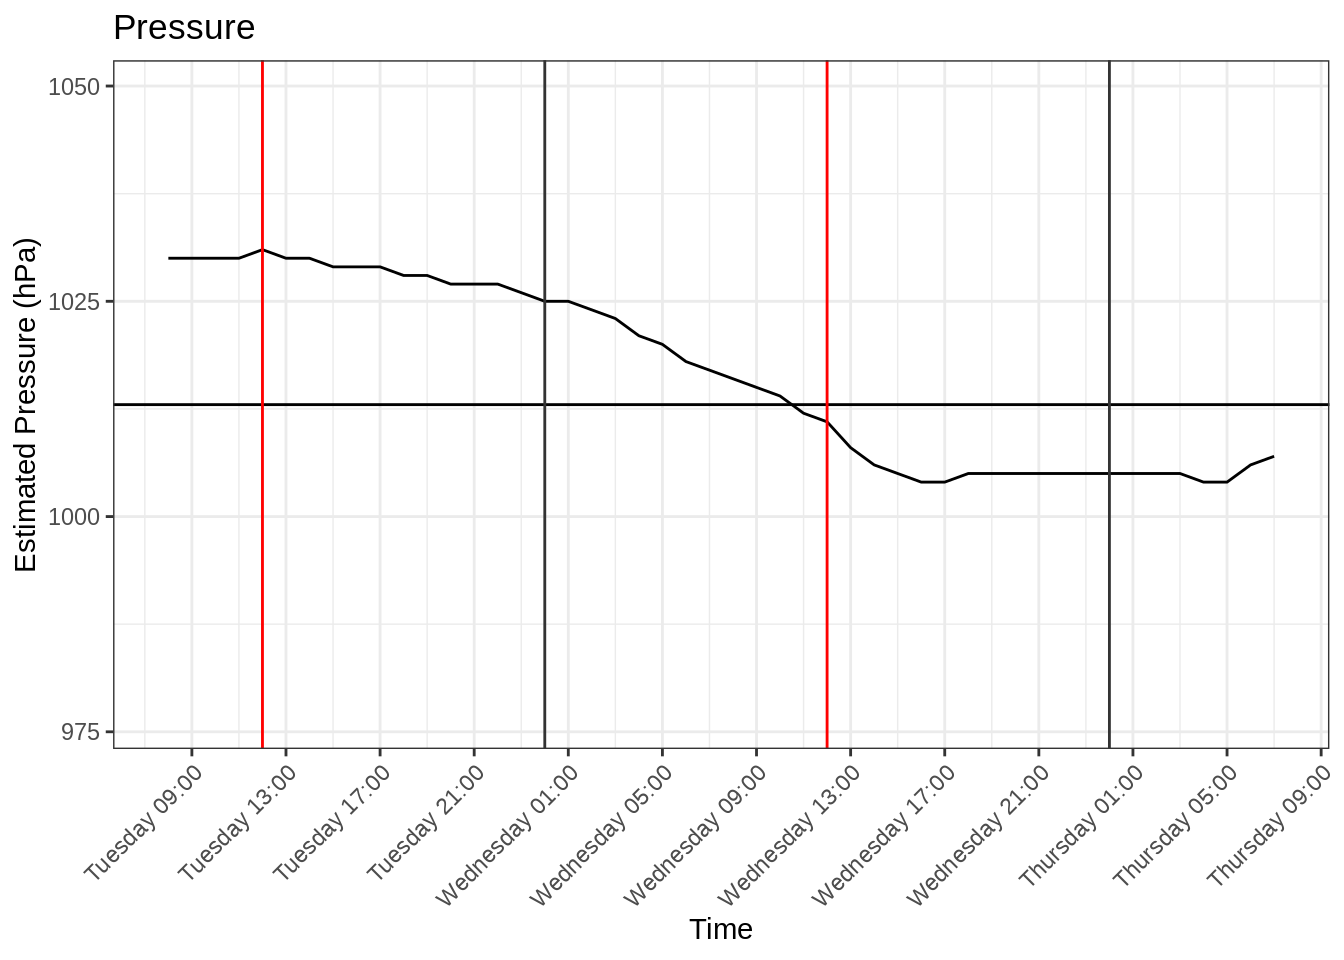 Pressure
Estimated Pressure (hPa)
1050
1025
1000
975
Tuesday 09:00
Tuesday 13:00
Tuesday 17:00
Tuesday 21:00
Wednesday 01:00
Wednesday 05:00
Wednesday 09:00
Wednesday 13:00
Wednesday 17:00
Wednesday 21:00
Thursday 01:00
Thursday 05:00
Thursday 09:00
Time